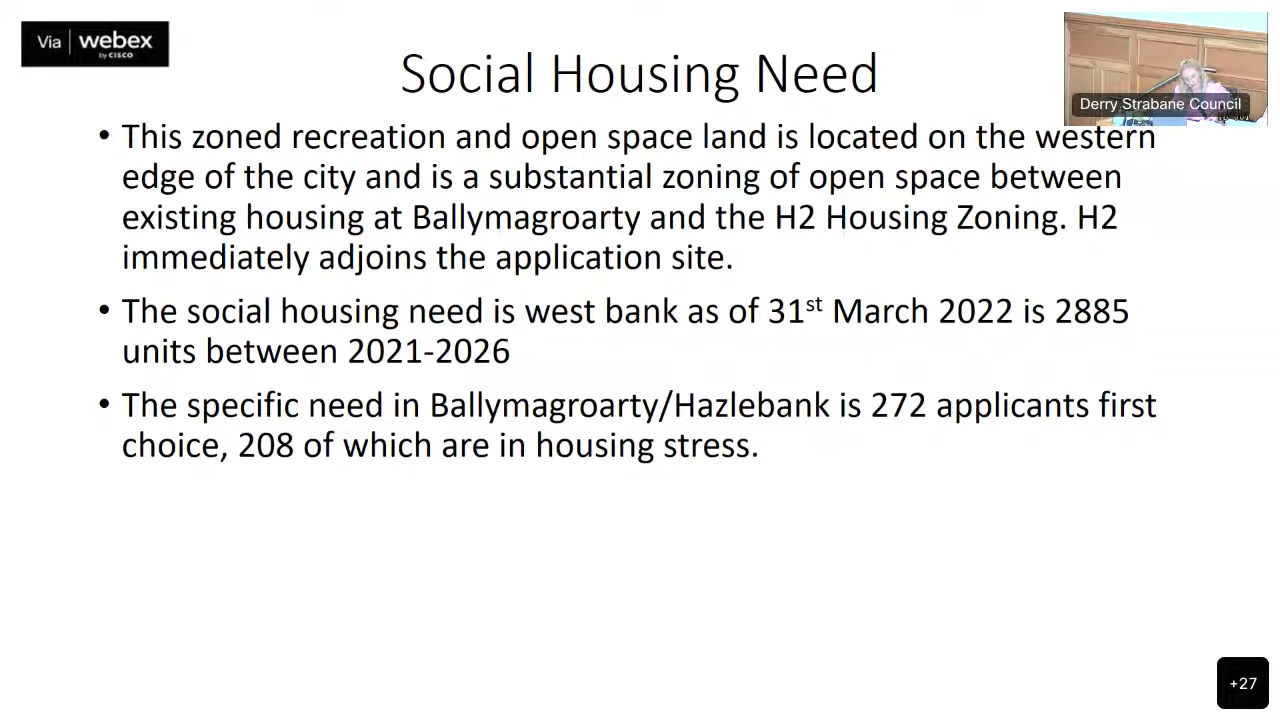 Via webex
by CISCO
Social Housing Need
Derry Strabane Council
• This zoned recreation and open space land is located on the western
edge of the city and is a substantial zoning of open space between
existing housing at Ballymagroarty and the H2 Housing Zoning. H2
immediately adjoins the application site.
• The social housing need is west bank as of 31st March 2022 is 2885
units between 2021-2026
• The specific need in Ballymagroarty/Hazlebank is 272 applicants first
choice, 208 of which are in housing stress.
+27